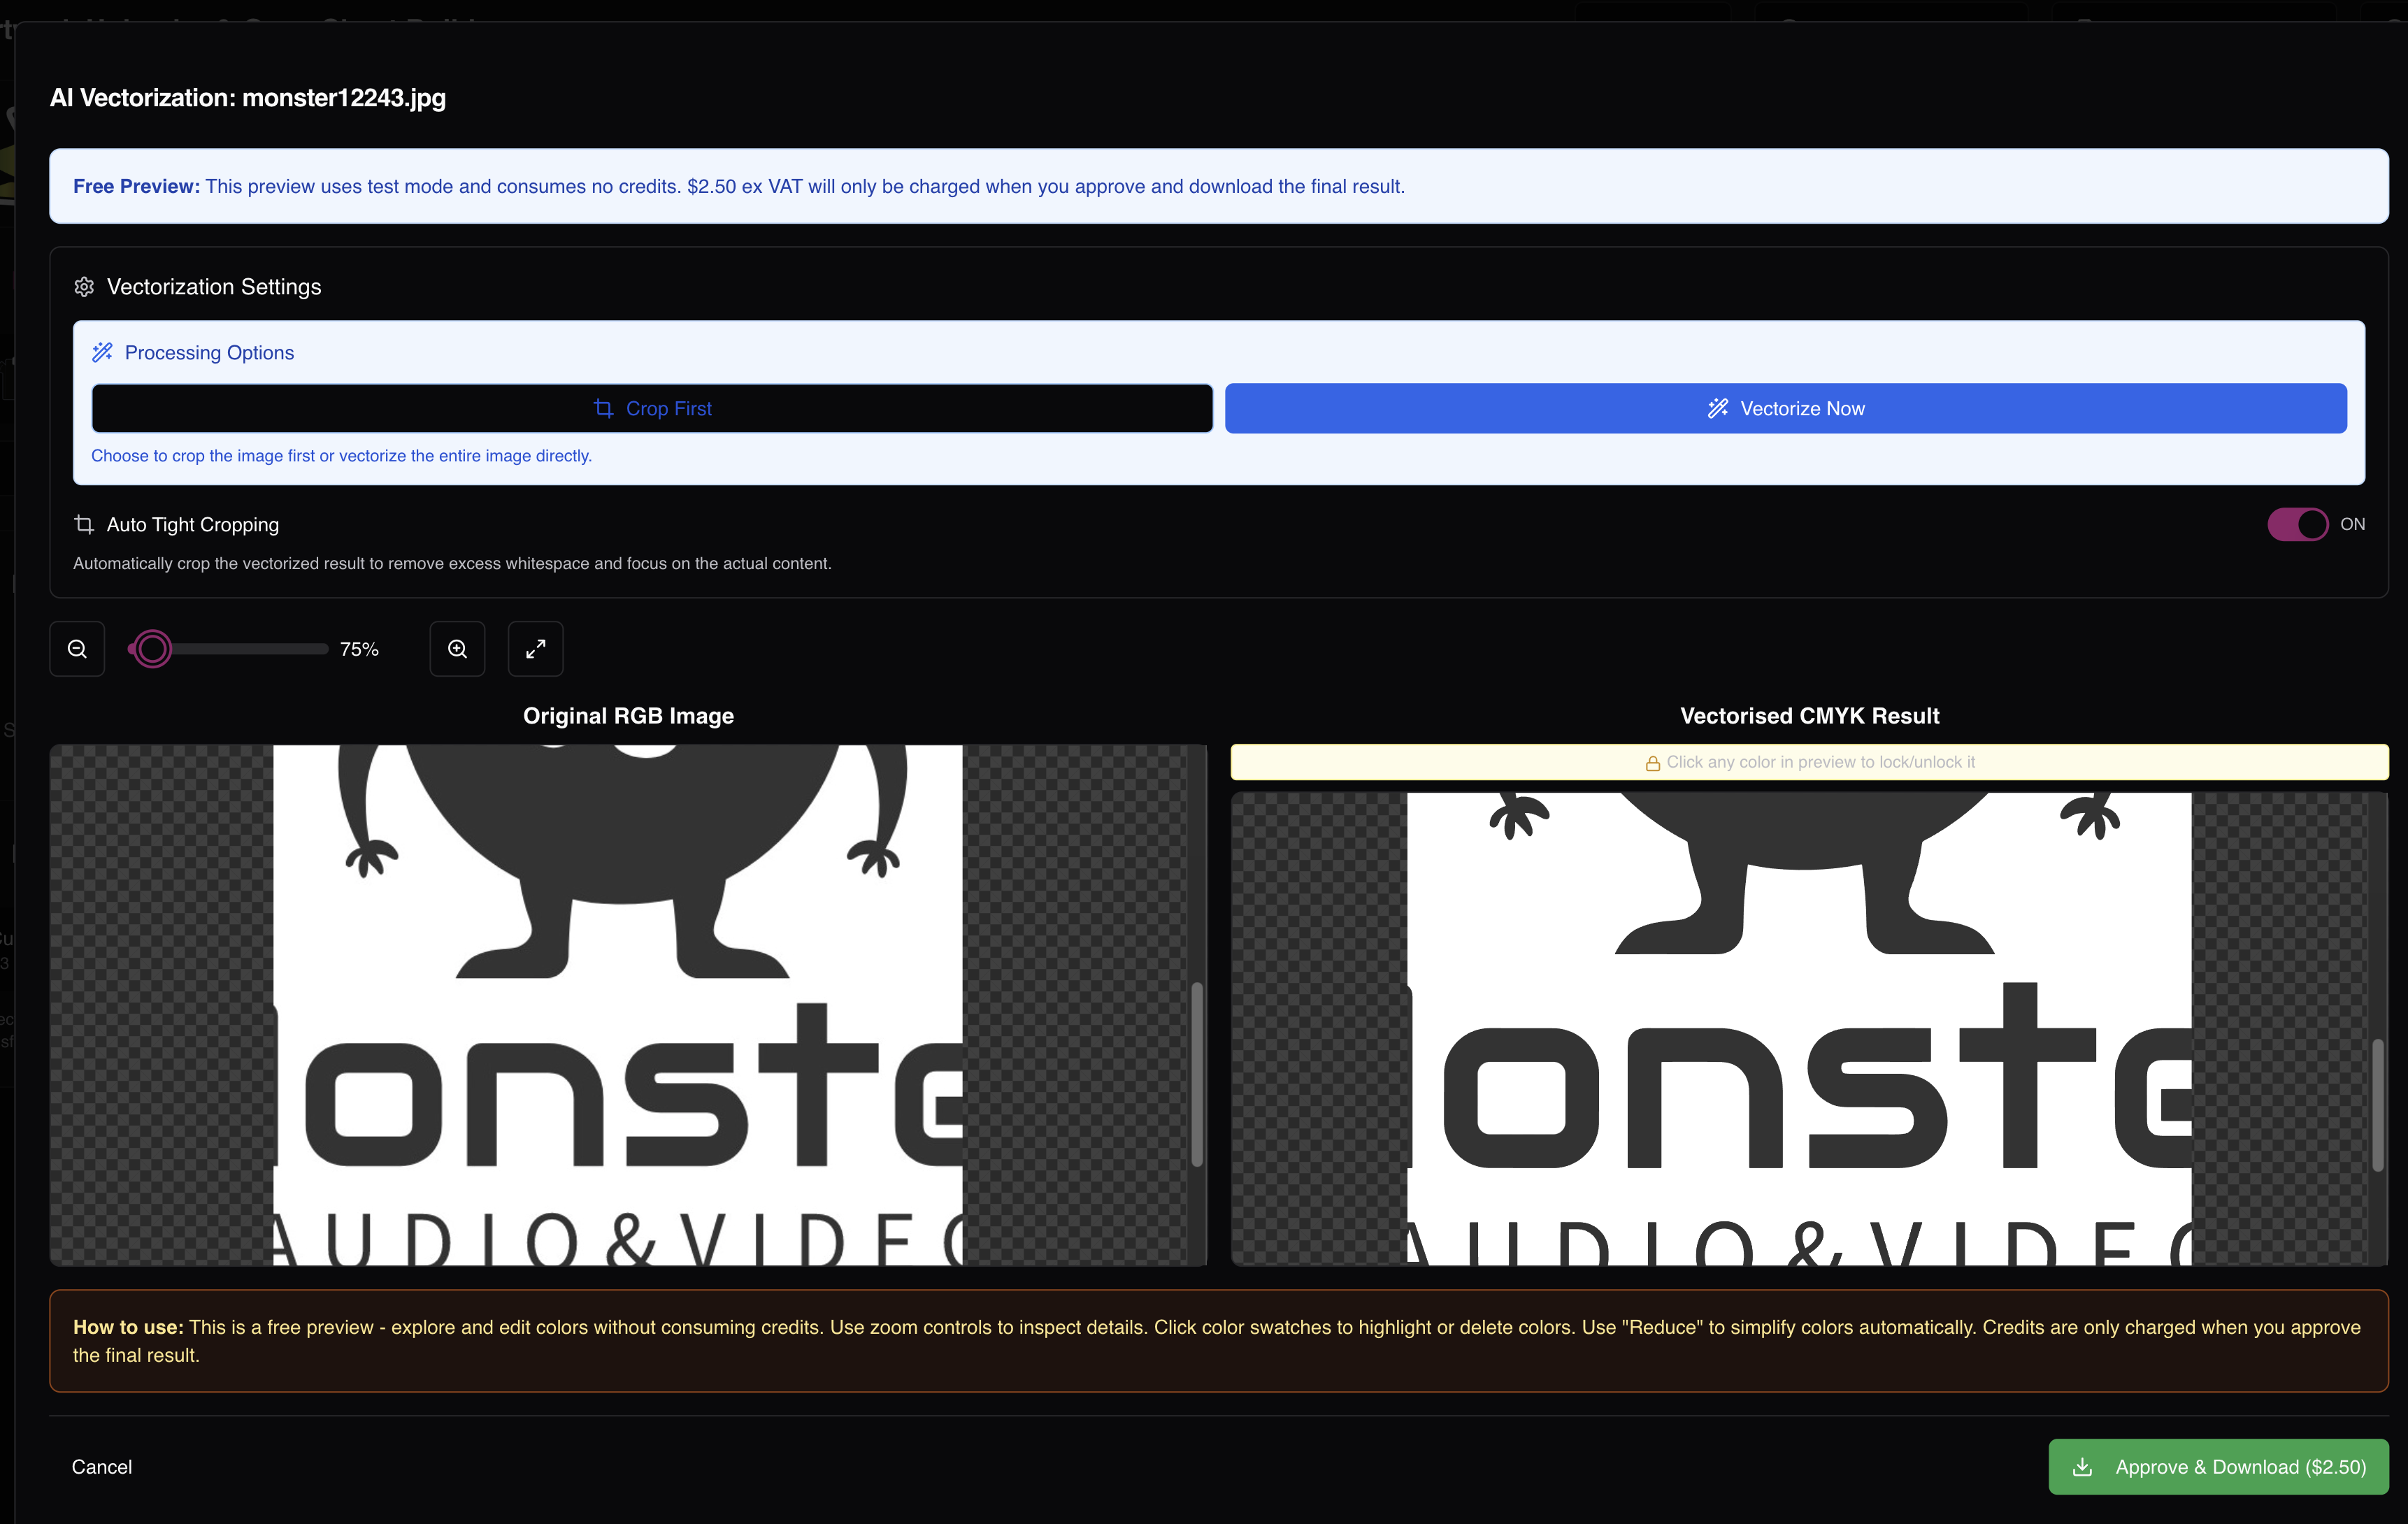 AI Vectorization: monster12243.jpg
Free Preview: This preview uses test mode and consumes no credits. $2.50 ex VAT will only be charged when you approve and download the final result.
Vectorization Settings
Processing Options
Crop First
Vectorize Now
Choose to crop the image first or vectorize the entire image directly.
Auto Tight Cropping
ON
Automatically crop the vectorized result to remove excess whitespace and focus on the actual content.
75%
Original RGB Image
Vectorised CMYK Result
Click any color in preview to lock/unlock it
onste
AUDIO&VIDEO
onste
AUDIO&VIDEO
How to use: This is a free preview - explore and edit colors without consuming credits. Use zoom controls to inspect details. Click color swatches to highlight or delete colors. Use "Reduce" to simplify colors automatically. Credits are only charged when you approve
the final result.
Cancel
Approve & Download ($2.50)